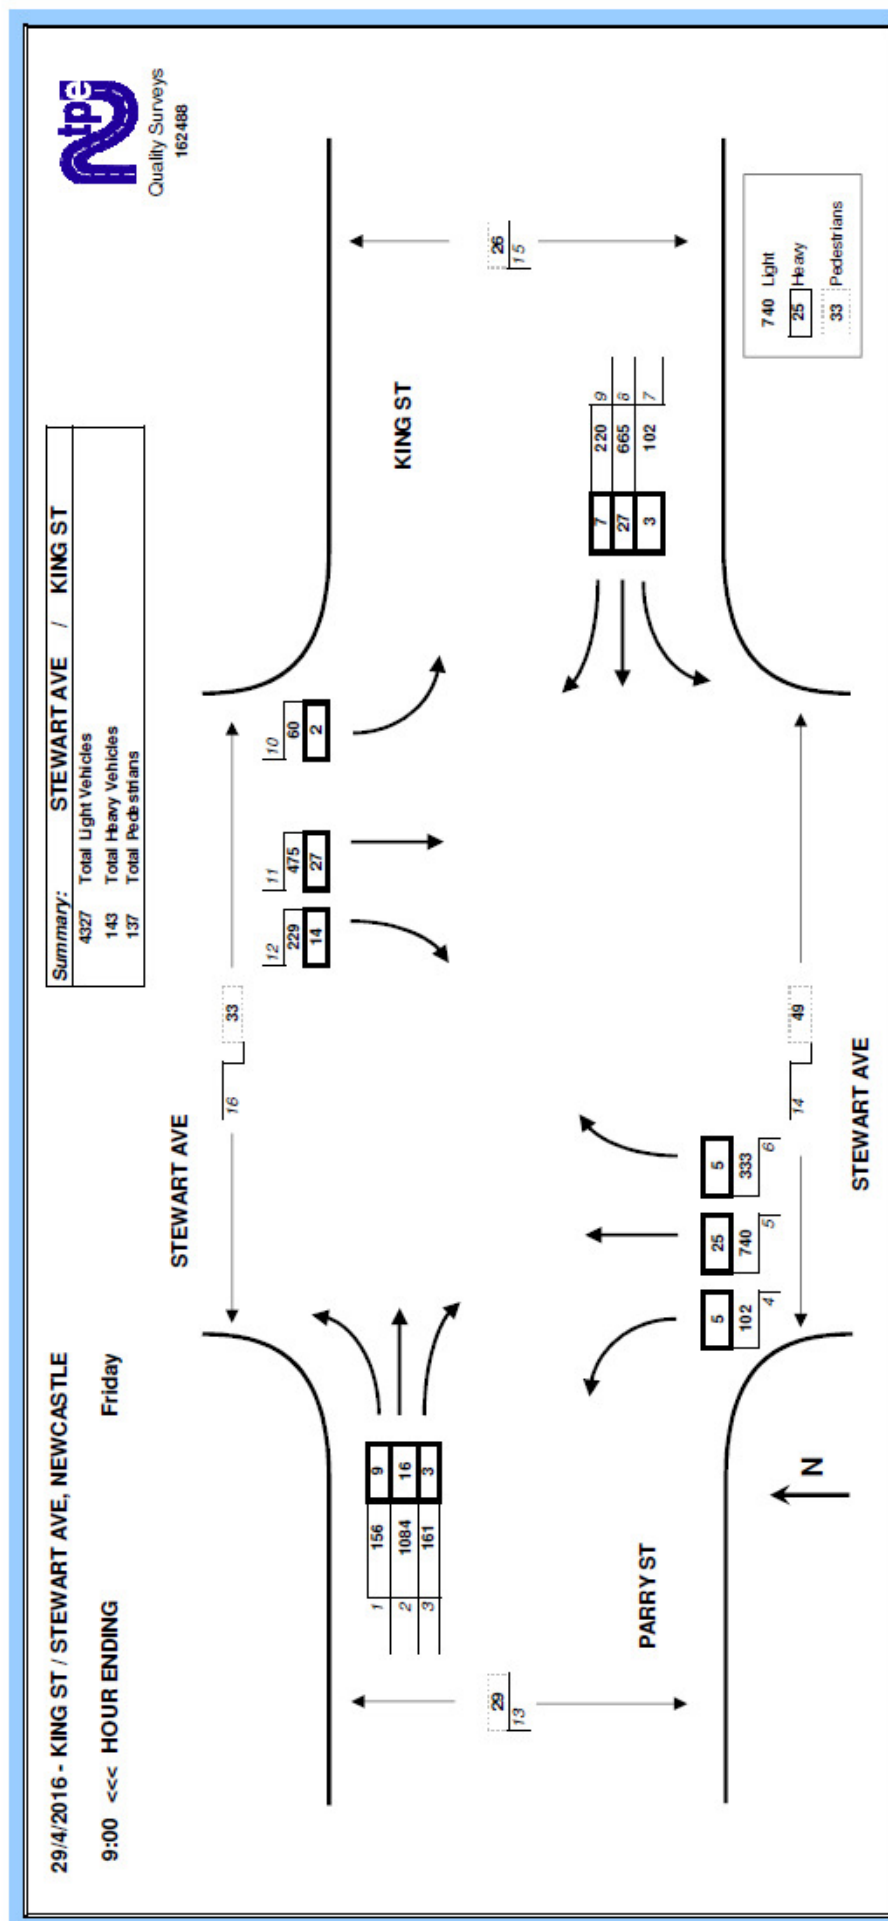 29/4/2016 - KING ST / STEWART AVE, NEWCASTLE
9:00 <<< HOUR ENDING Friday
Summary: STEWART AVE / KING ST
4327 Total Light Vehicles
143 Total Heavy Vehicles
137 Total Pedestrians
tpe
Quality Surveys
162488
STEWART AVE
16 33
12 11 10
229 475 60
14 27 2
KING ST
26
15
1 156 9
2 1084 16
3 161 3
7 220 9
27 665 8
3 102 7
29
13
PARRY ST
5 25 5
102 740 333
4 5 6
14 49
STEWART AVE
N
740 Light
25 Heavy
33 Pedestrians